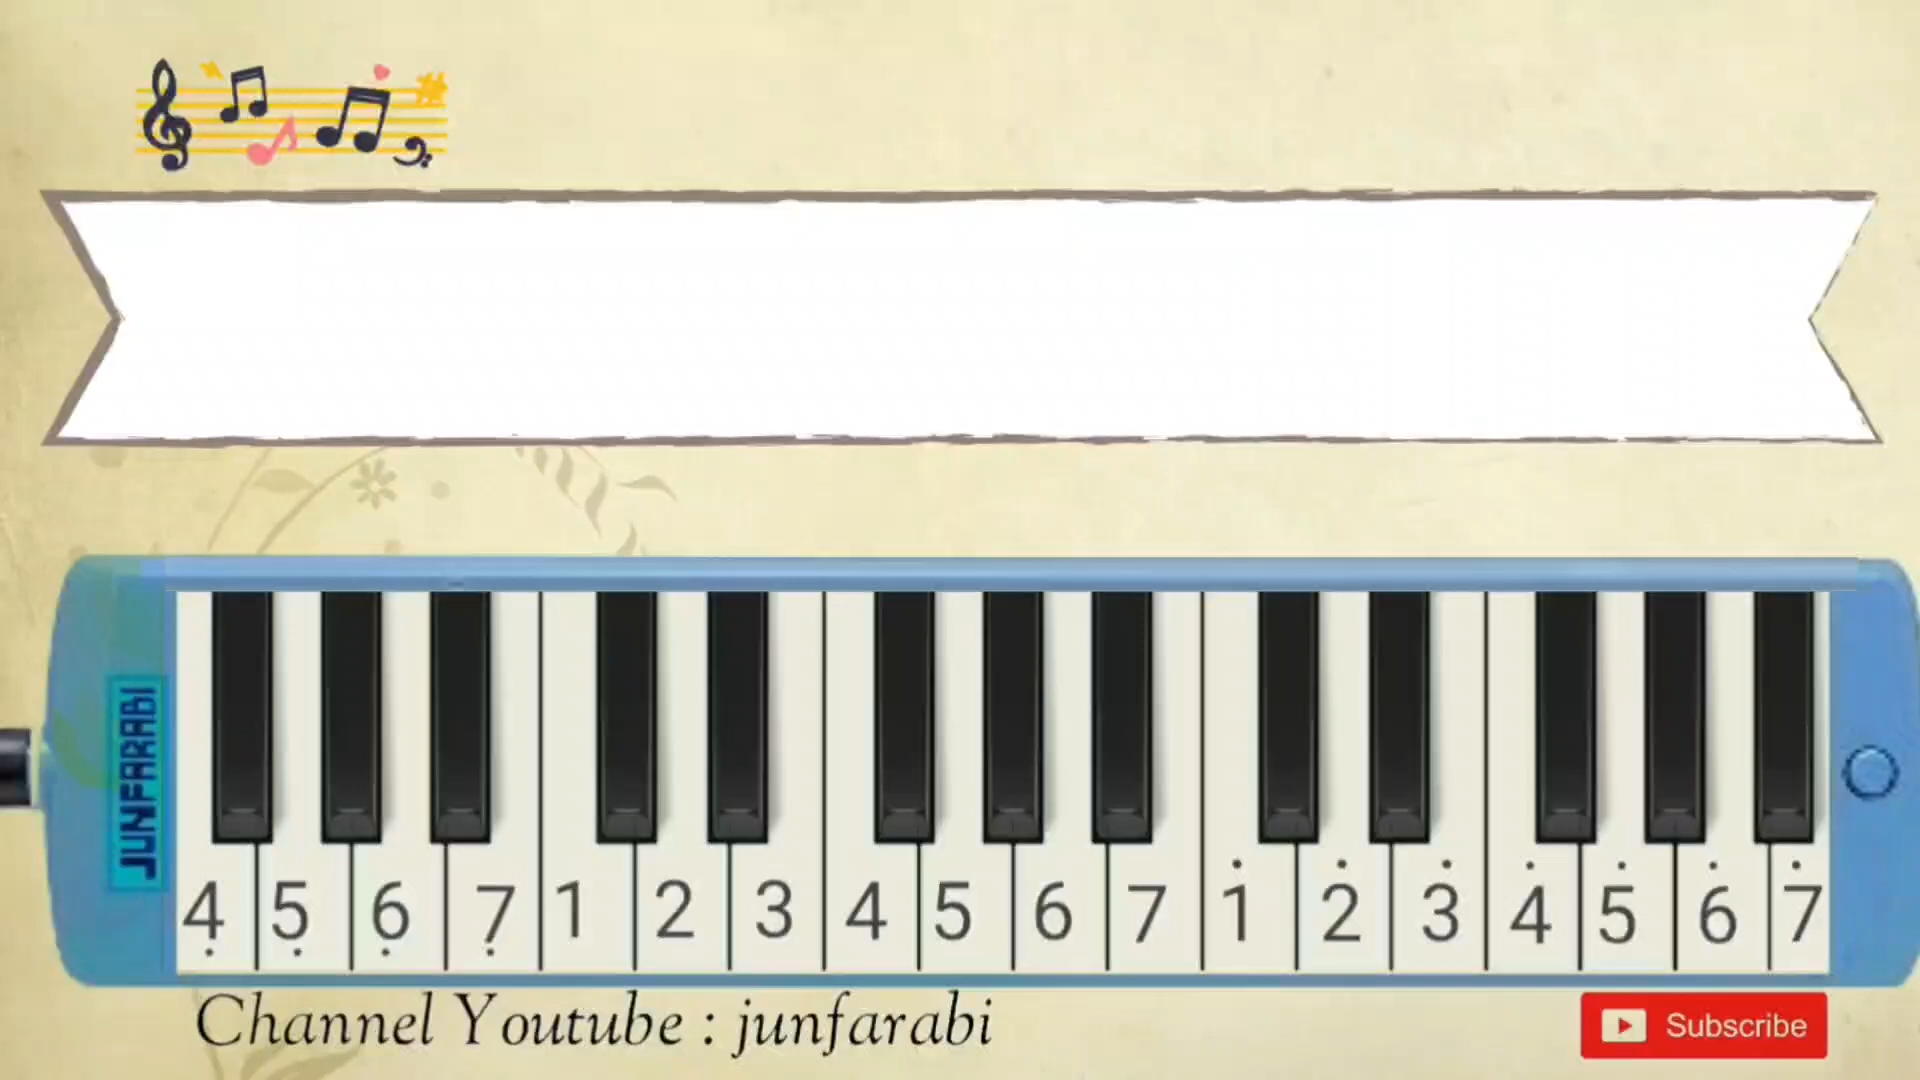 JUNFARABI
4̣ 5̣ 6̣ 7̣ 1 2 3 4 5 6 7 1̇ 2̇ 3̇ 4̇ 5̇ 6̇ 7̇
Channel Youtube : junfarabi
Subscribe